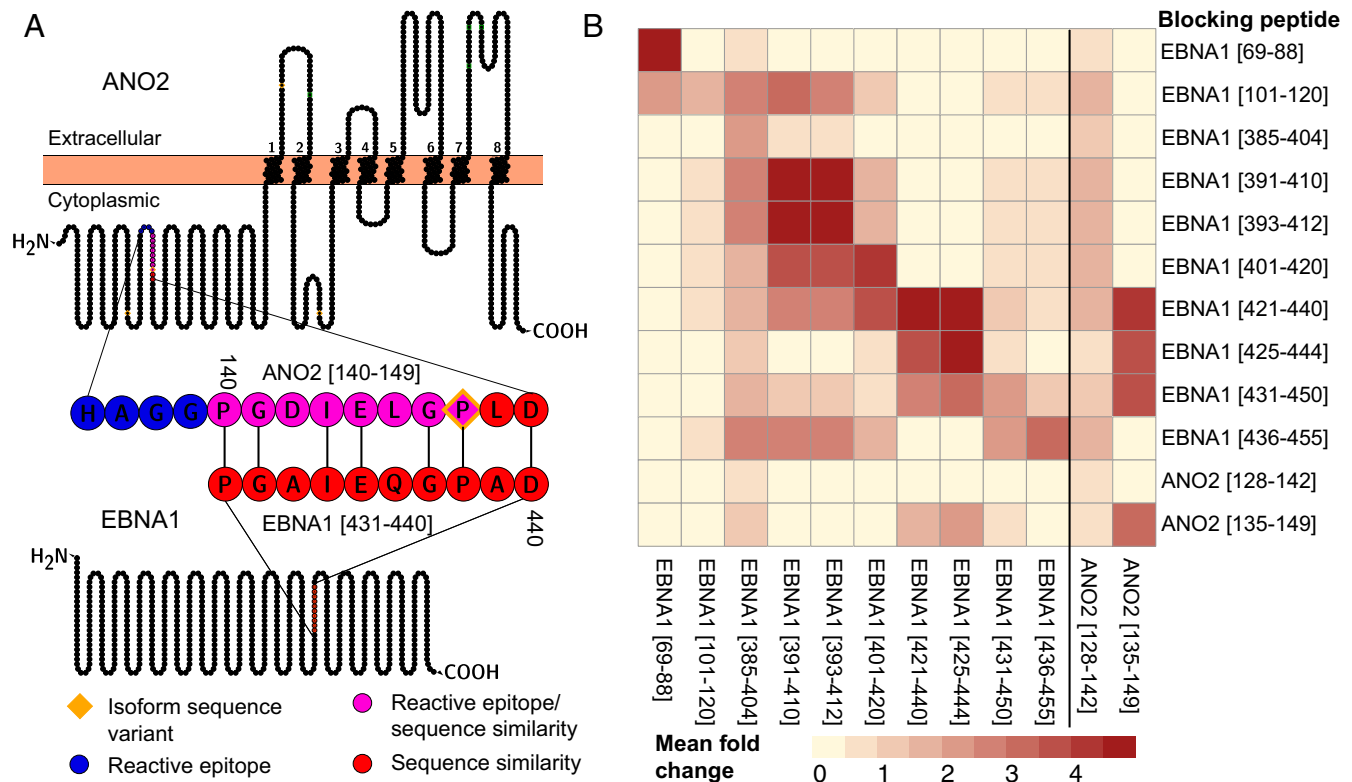 A
ANO2
Extracellular
1 2 3 4 5 6 7 8
Cytoplasmic
H2N
COOH
140
ANO2 [140-149]
H A G G P G D I E L G P L D
P G A I E Q G P A D
EBNA1
EBNA1 [431-440]
440
H2N
COOH
Isoform sequence
variant
Reactive epitope/
sequence similarity
Reactive epitope
Sequence similarity
B
Blocking peptide
EBNA1 [69-88]
EBNA1 [101-120]
EBNA1 [385-404]
EBNA1 [391-410]
EBNA1 [393-412]
EBNA1 [401-420]
EBNA1 [421-440]
EBNA1 [425-444]
EBNA1 [431-450]
EBNA1 [436-455]
ANO2 [128-142]
ANO2 [135-149]
EBNA1 [69-88]
EBNA1 [101-120]
EBNA1 [385-404]
EBNA1 [391-410]
EBNA1 [393-412]
EBNA1 [401-420]
EBNA1 [421-440]
EBNA1 [425-444]
EBNA1 [431-450]
EBNA1 [436-455]
ANO2 [128-142]
ANO2 [135-149]
Mean fold
change
0 1 2 3 4